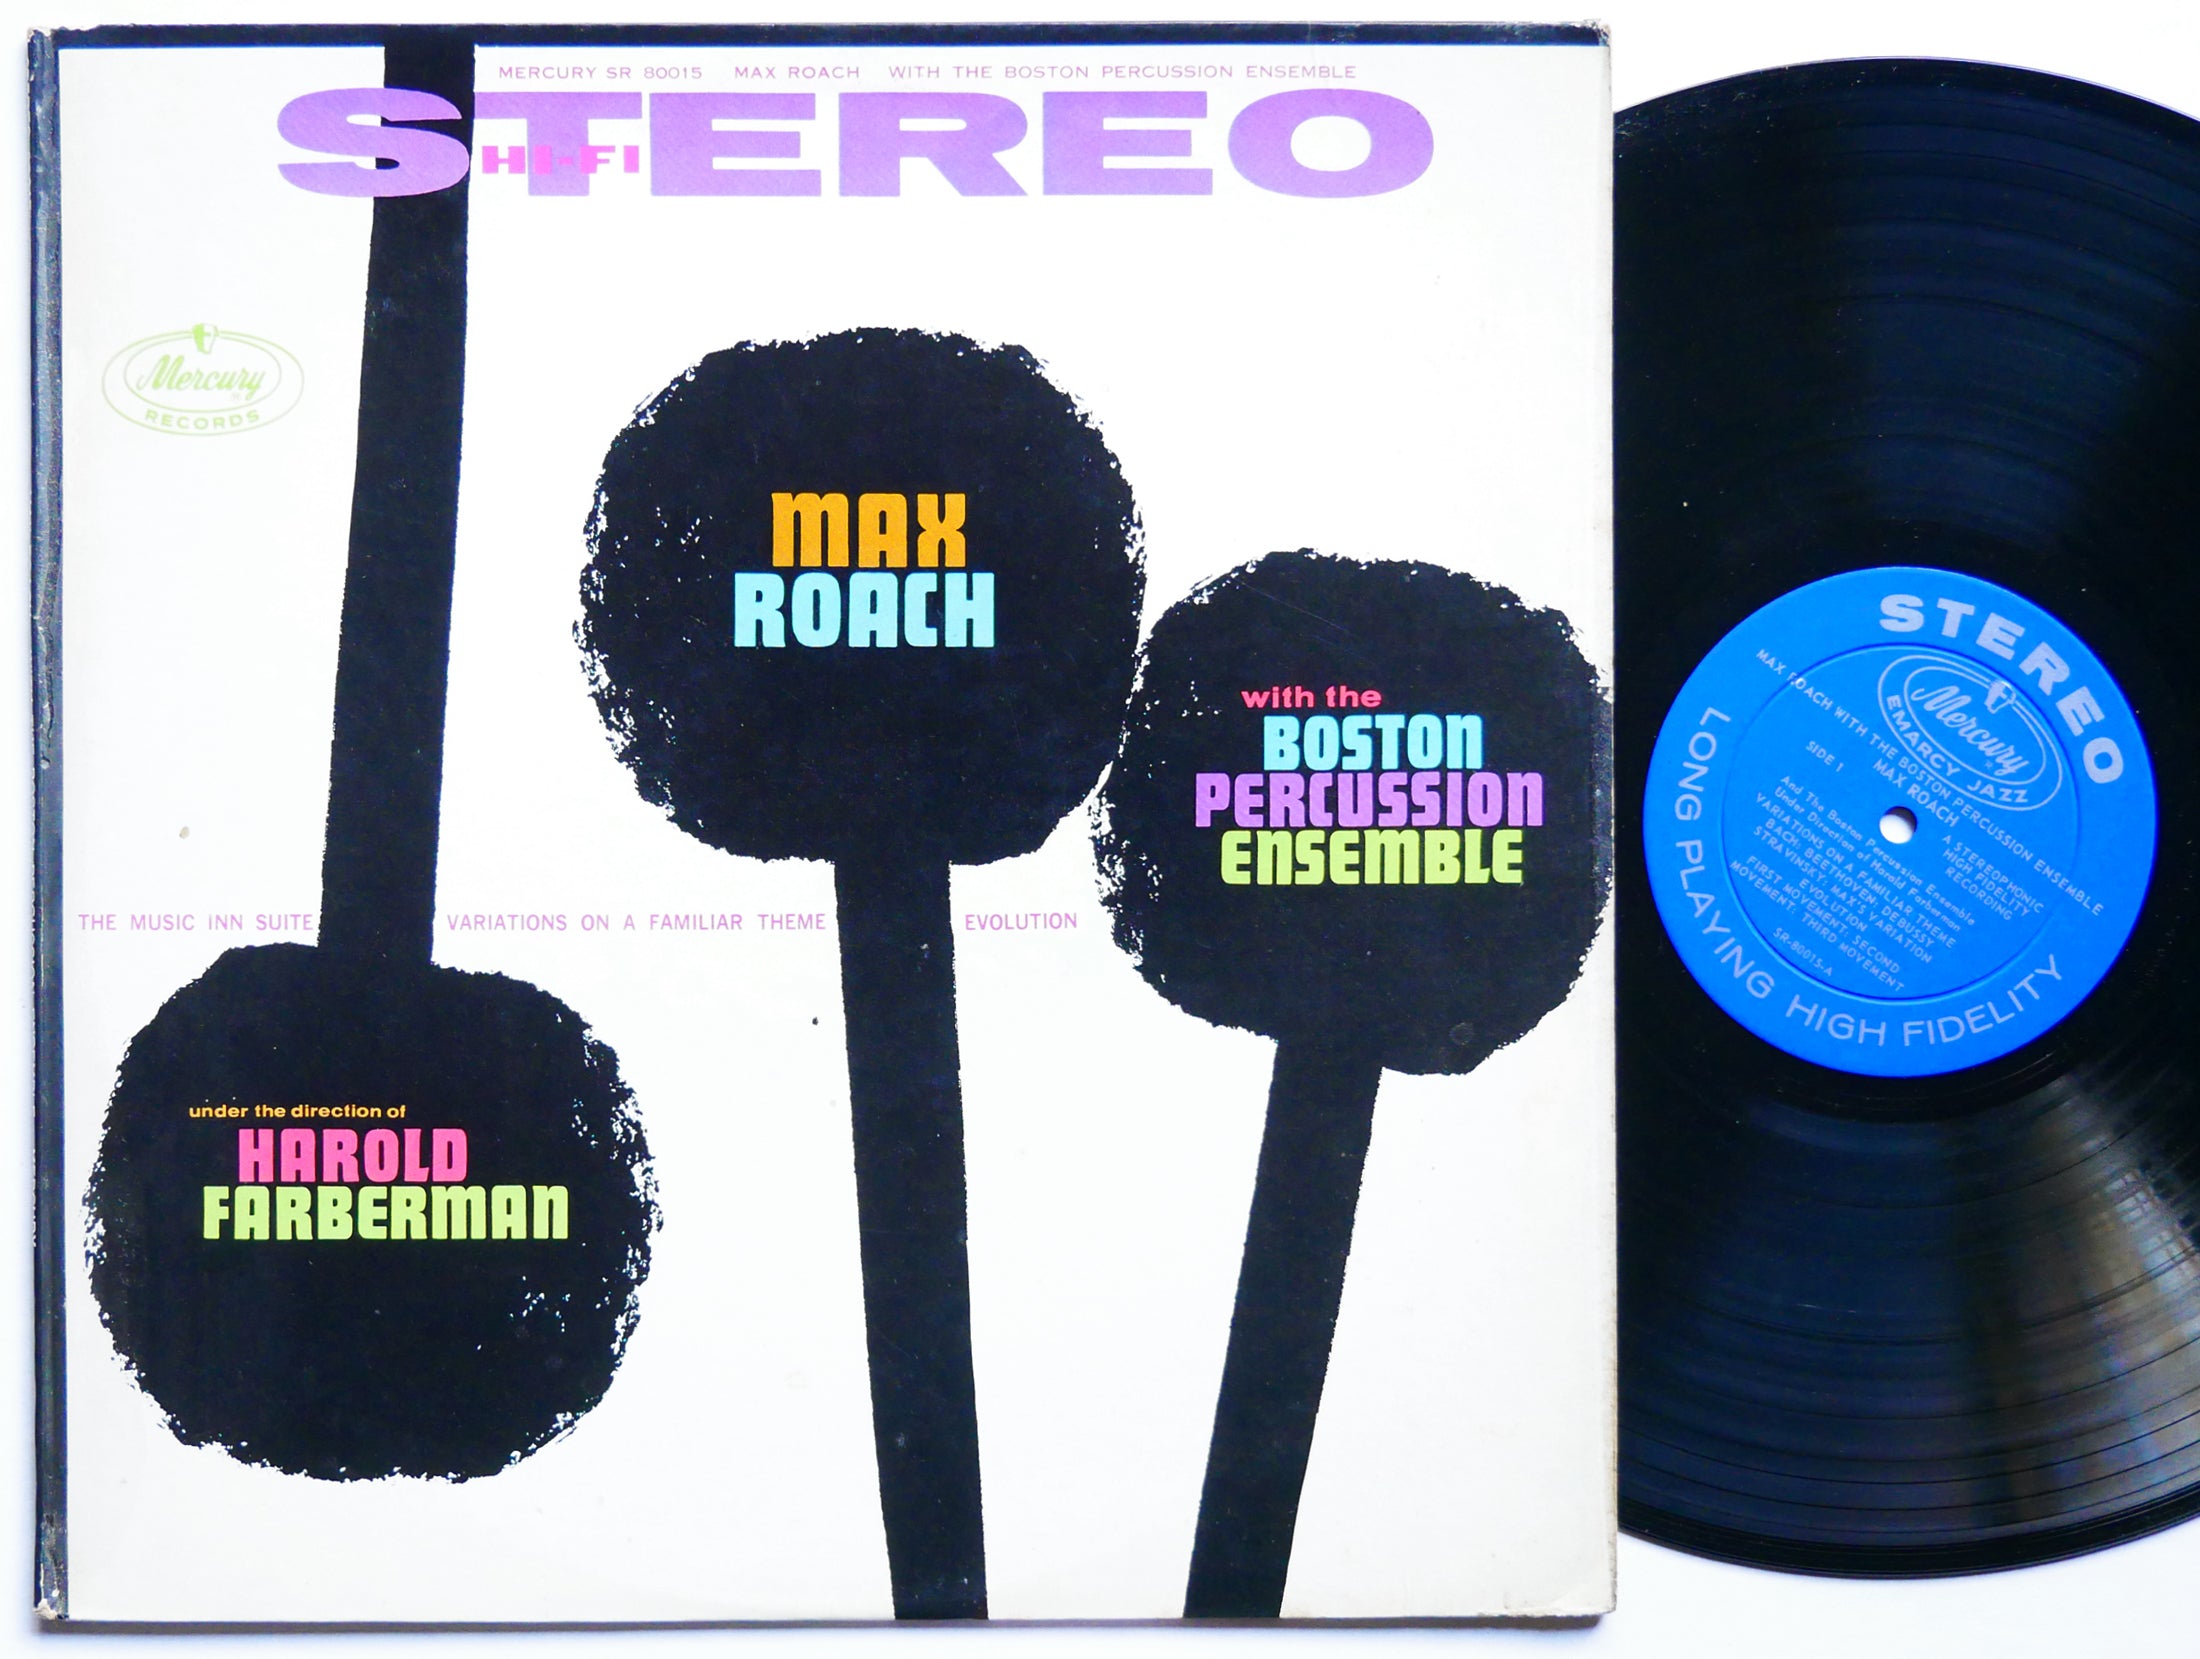 MERCURY SR 80015 MAX ROACH WITH THE BOSTON PERCUSSION ENSEMBLE
STEREO
HI-FI
Mercury
RECORDS
MAX
ROACH
with the
BOSTON
PERCUSSION
ENSEMBLE
THE MUSIC INN SUITE VARIATIONS ON A FAMILIAR THEME EVOLUTION
under the direction of
HAROLD
FARBERMAN
STEREO
Mercury
EMARCY JAZZ
MAX ROACH WITH THE BOSTON PERCUSSION ENSEMBLE
MAX ROACH
SIDE 1
A STEREOPHONIC
HIGH FIDELITY
RECORDING
And The Boston Percussion Ensemble
Under Direction of Harold Farberman
VARIATIONS ON A FAMILIAR THEME
BACH; BEETHOVEN; DEBUSSY
STRAVINSKY; MAX'S VARIATION
EVOLUTION
FIRST MOVEMENT; SECOND
MOVEMENT; THIRD MOVEMENT
SR-80015-A
LONG PLAYING HIGH FIDELITY